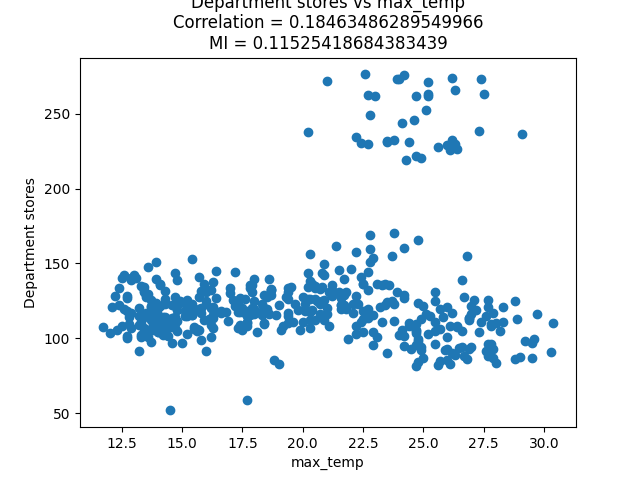 Department stores vs max_temp
Correlation = 0.18463486289549966
MI = 0.11525418684383439
250
200
150
100
50
Department stores
12.5 15.0 17.5 20.0 22.5 25.0 27.5 30.0
max_temp